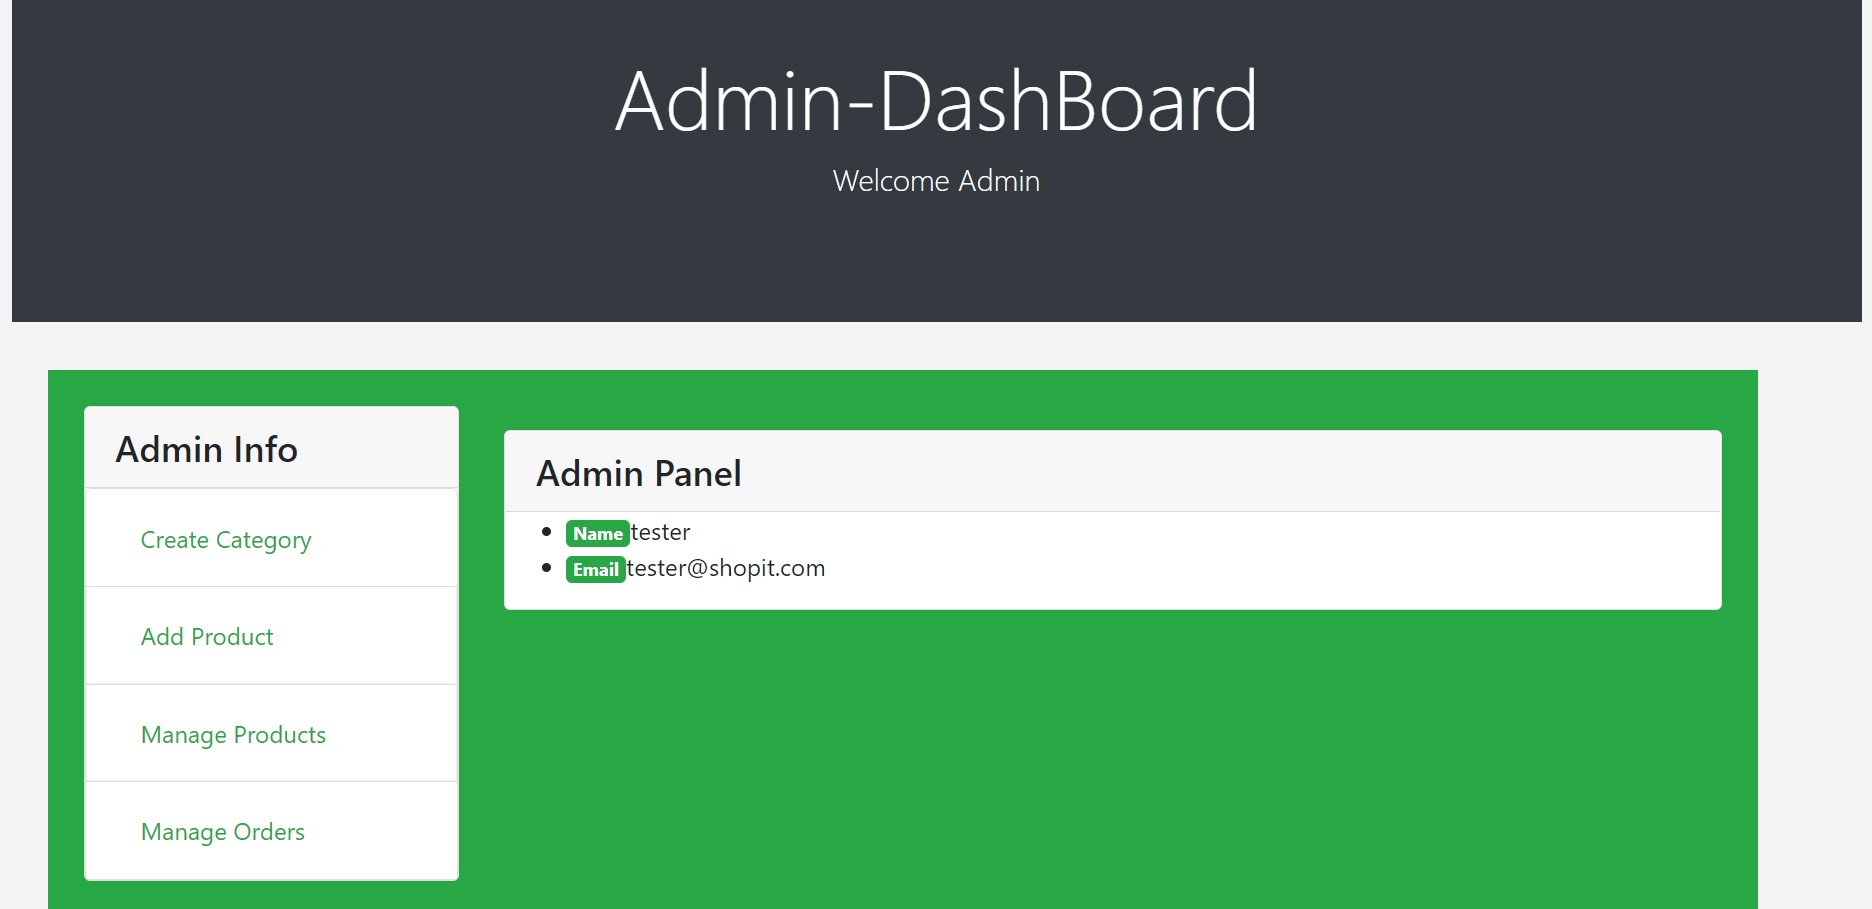 Admin-DashBoard
Welcome Admin
Admin Info
Create Category
Add Product
Manage Products
Manage Orders
Admin Panel
Name tester
Email tester@shopit.com